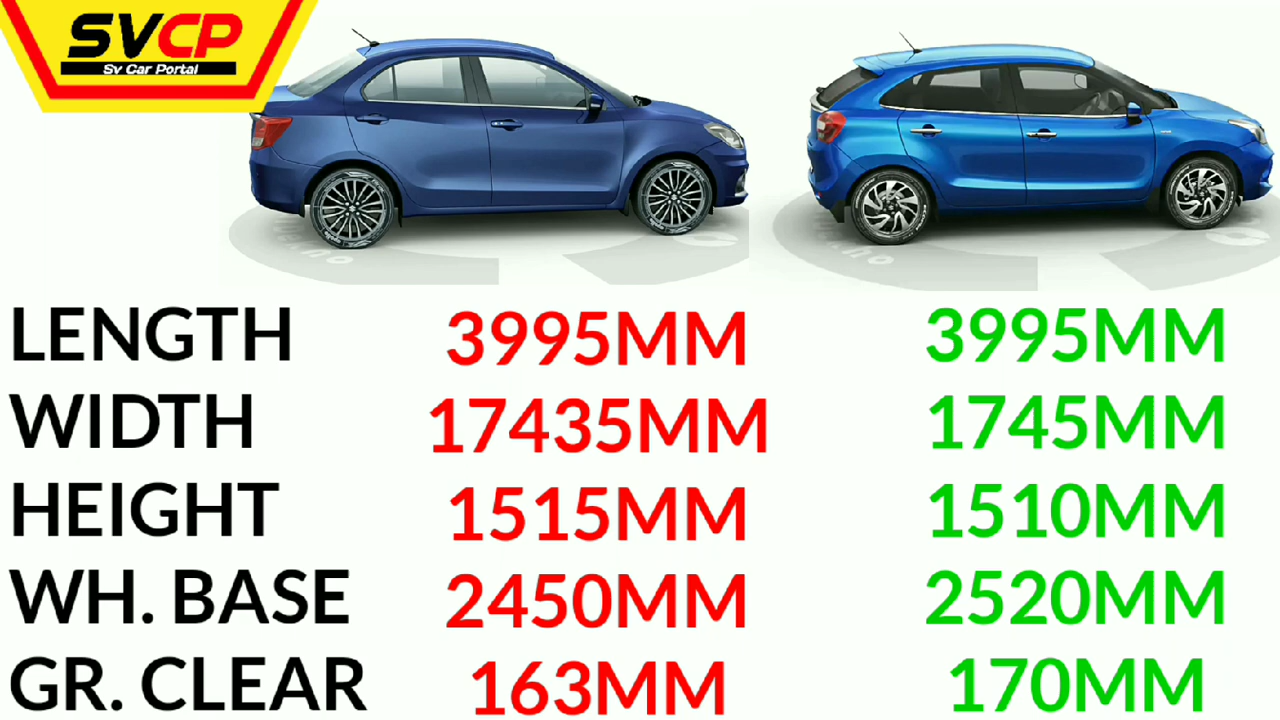 SVCP
Sv Car Portal
LENGTH 3995MM 3995MM
WIDTH 17435MM 1745MM
HEIGHT 1515MM 1510MM
WH. BASE 2450MM 2520MM
GR. CLEAR 163MM 170MM